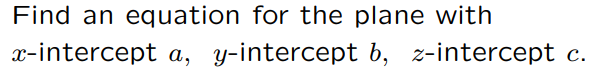 Find an equation for the plane with
x-intercept a, y-intercept b, z-intercept c.